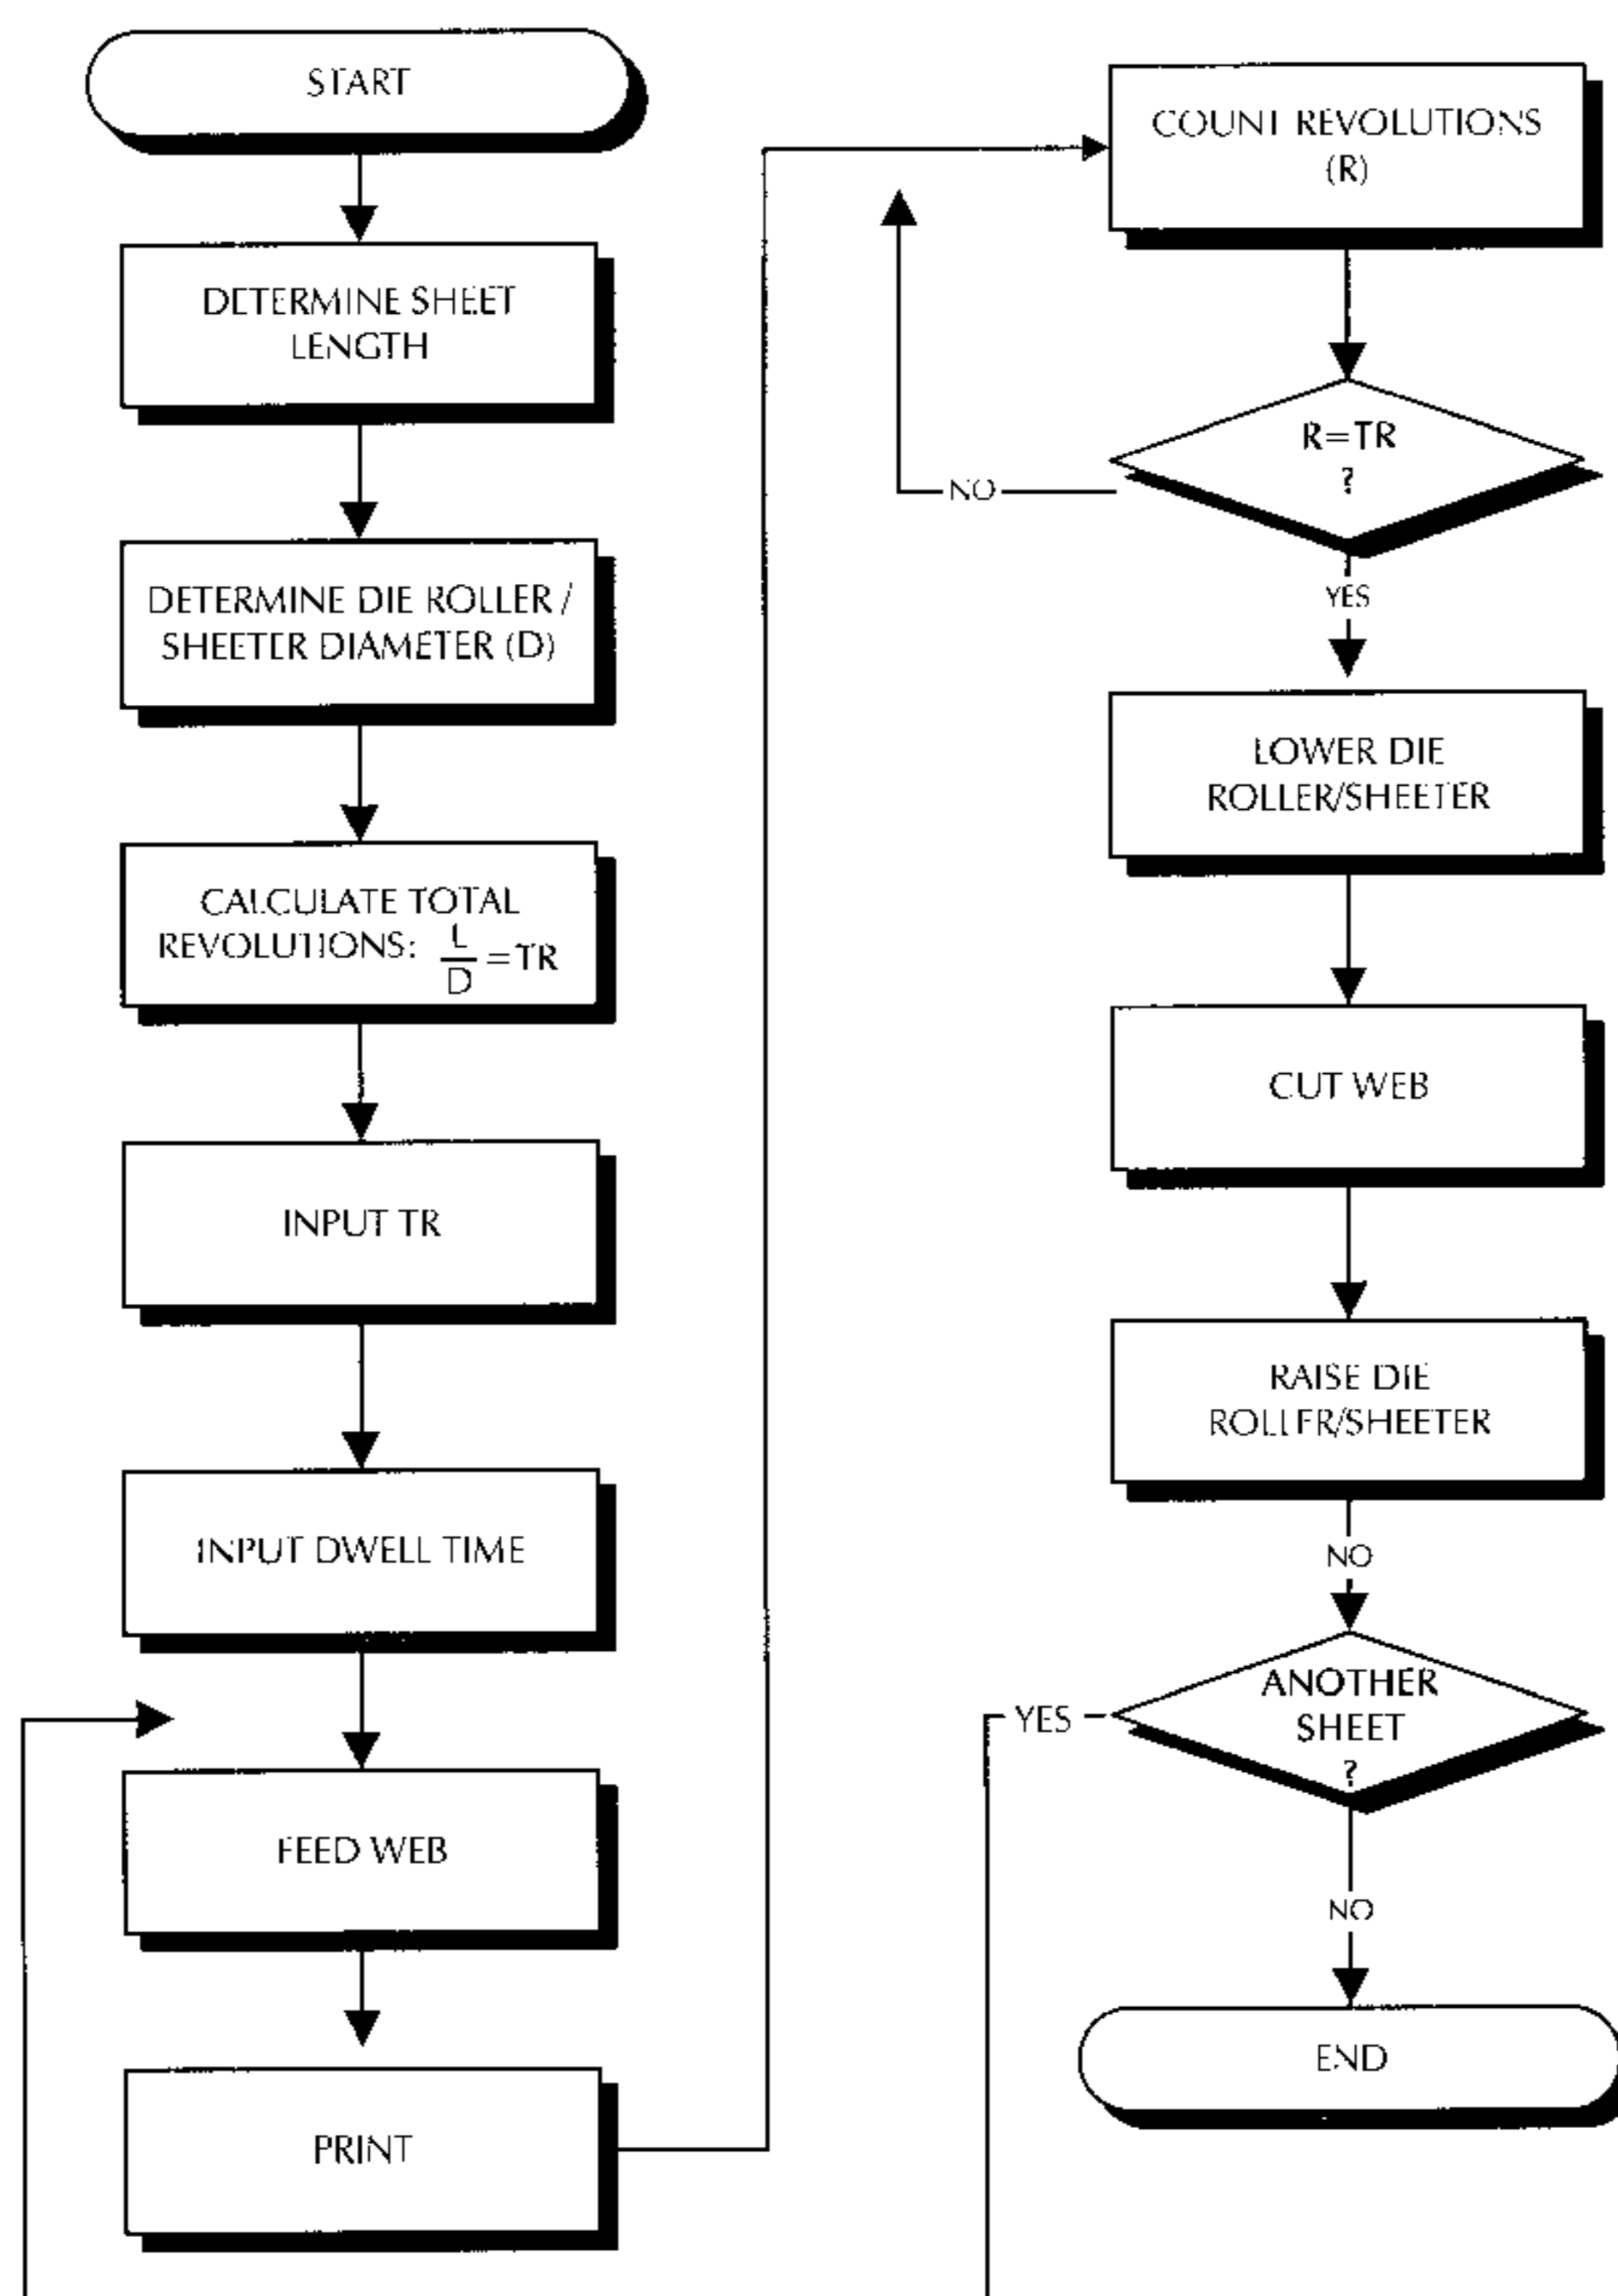 START
DETERMINE SHEET
LENGTH
DETERMINE DIE ROLLER /
SHEETER DIAMETER (D)
CALCULATE TOTAL
REVOLUTIONS: L/D = TR
INPUT TR
INPUT DWELL TIME
FEED WEB
PRINT
COUNT REVOLUTIONS
(R)
R=TR
?
NO
YES
LOWER DIE
ROLLER/SHEETER
CUT WEB
RAISE DIE
ROLLER/SHEETER
NO
ANOTHER
SHEET
?
YES
NO
END